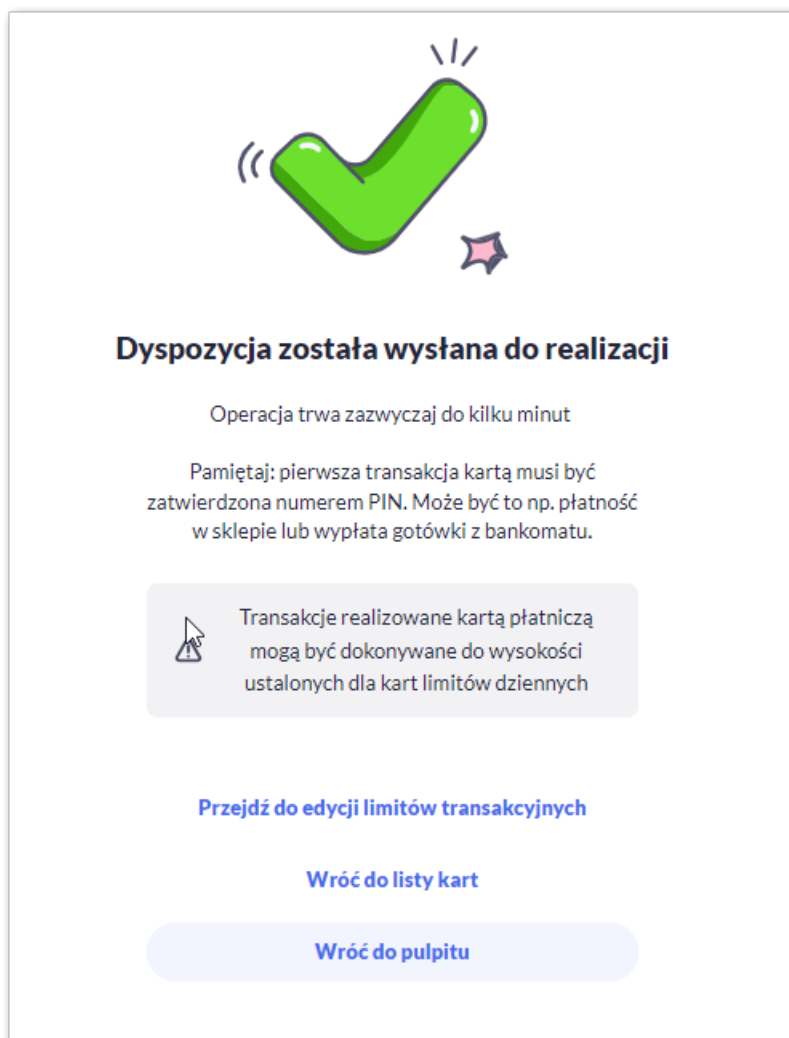 Dyspozycja została wysłana do realizacji
Operacja trwa zazwyczaj do kilku minut
Pamiętaj: pierwsza transakcja kartą musi być
zatwierdzona numerem PIN. Może być to np. płatność
w sklepie lub wypłata gotówki z bankomatu.
Transakcje realizowane kartą płatniczą
mogą być dokonywane do wysokości
ustalonych dla kart limitów dziennych
Przejdź do edycji limitów transakcyjnych
Wróć do listy kart
Wróć do pulpitu